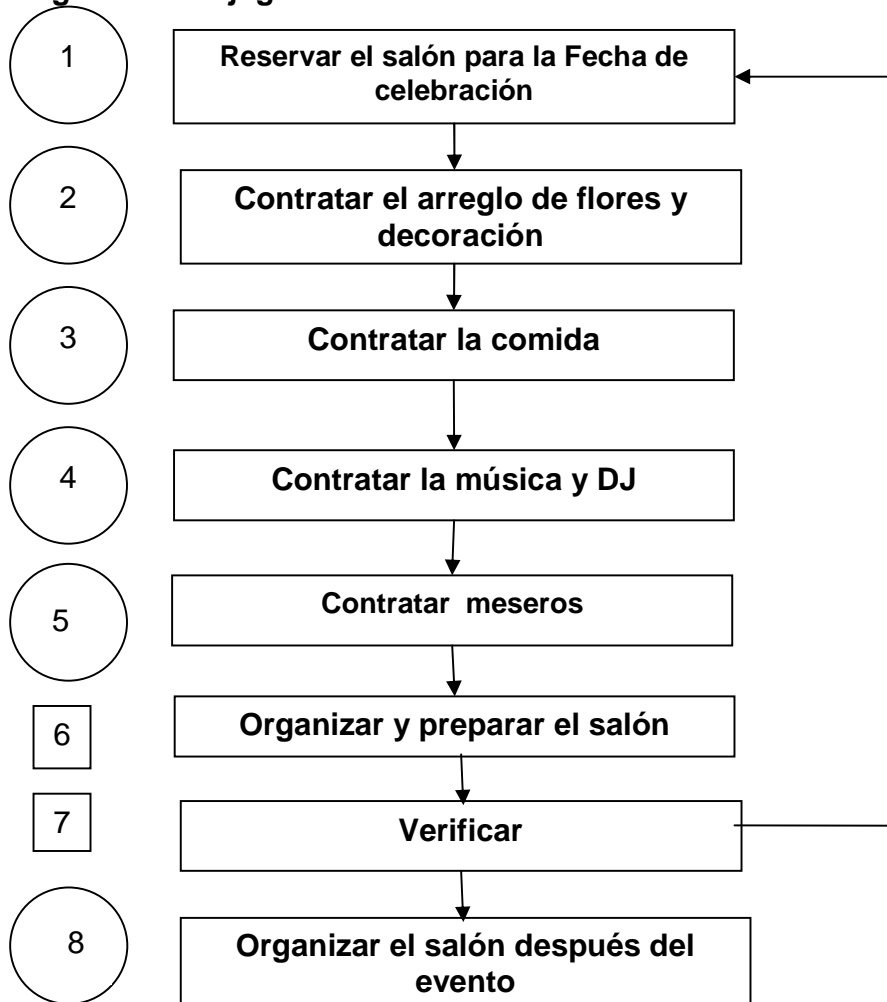 1
Reservar el salón para la Fecha de
celebración
2
Contratar el arreglo de flores y
decoración
3
Contratar la comida
4
Contratar la música y DJ
5
Contratar meseros
6
Organizar y preparar el salón
7
Verificar
8
Organizar el salón después del
evento